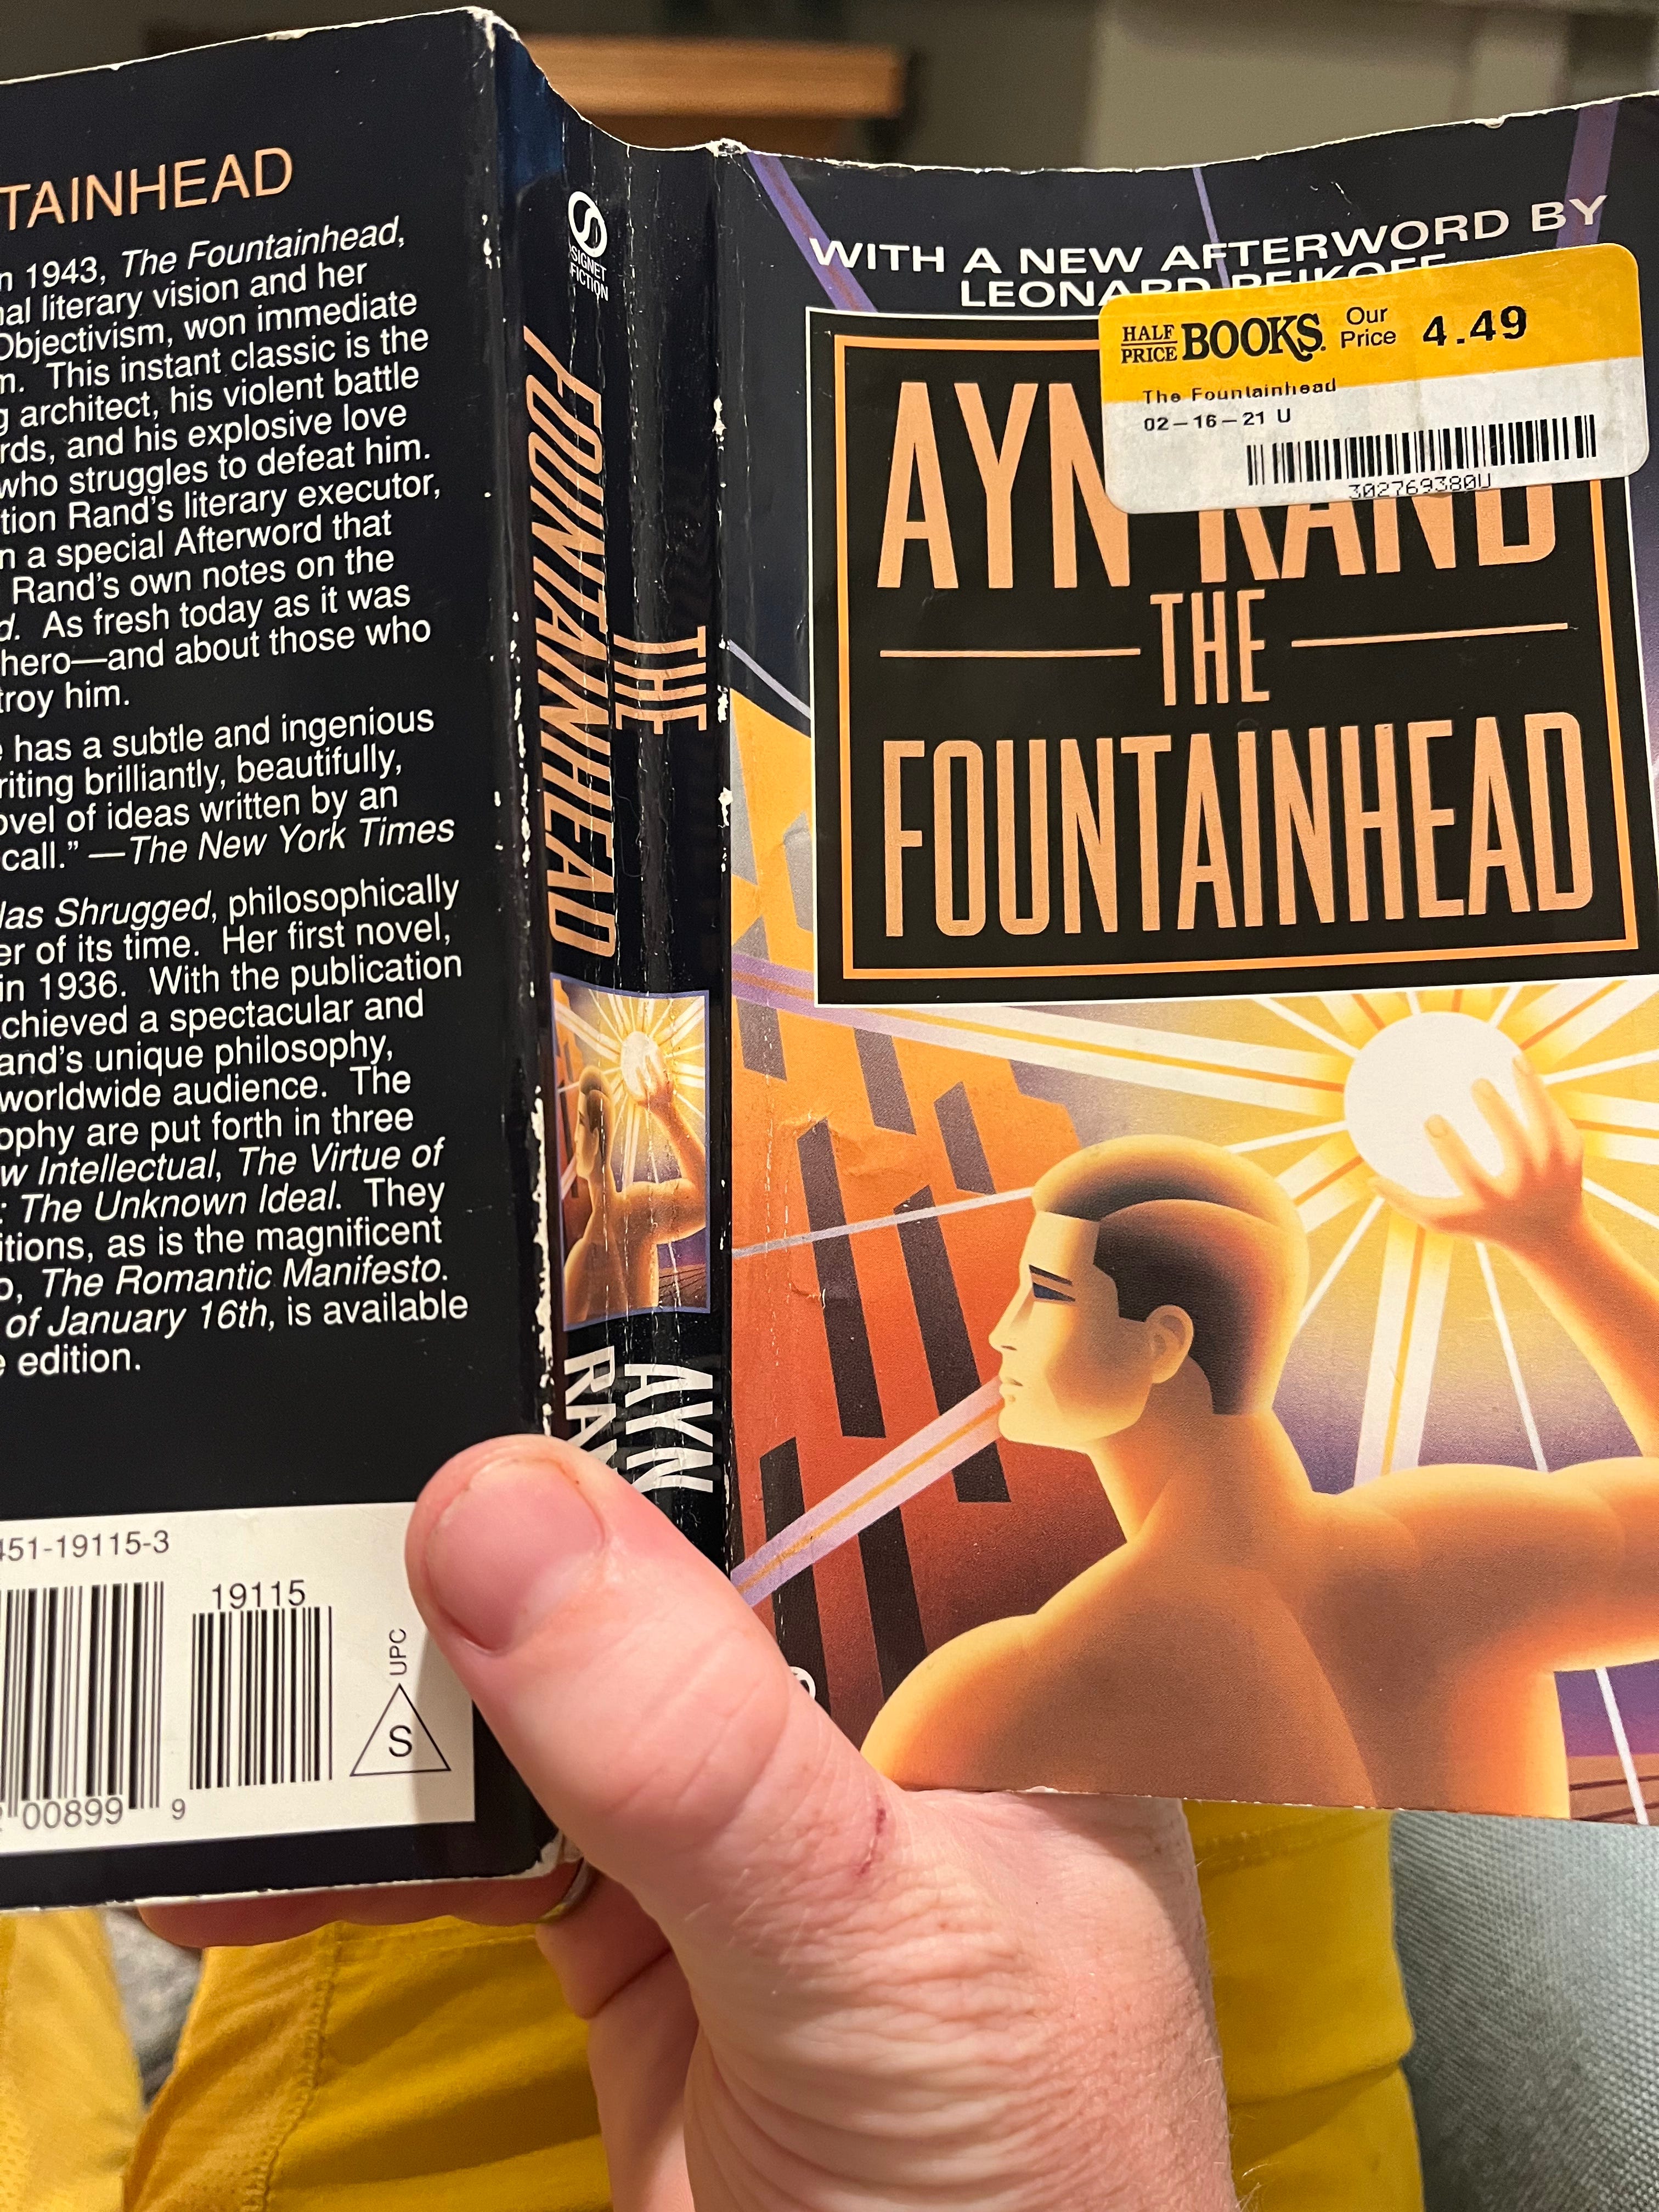 TAINHEAD
n 1943, The Fountainhead,
nal literary vision and her
Objectivism, won immediate
m. This instant classic is the
g architect, his violent battle
rds, and his explosive love
who struggles to defeat him.
tion Rand's literary executor,
n a special Afterword that
Rand's own notes on the
d. As fresh today as it was
hero—and about those who
troy him.
e has a subtle and ingenious
riting brilliantly, beautifully,
ovel of ideas written by an
call." —The New York Times
las Shrugged, philosophically
er of its time. Her first novel,
in 1936. With the publication
chieved a spectacular and
and's unique philosophy,
worldwide audience. The
ophy are put forth in three
w Intellectual, The Virtue of
: The Unknown Ideal. They
itions, as is the magnificent
o, The Romantic Manifesto.
of January 16th, is available
e edition.
451-19115-3
19115
UPC
S
00899 9
SIGNET
FICTION
THE
FOUNTAINHEAD
AYN
RAN
WITH A NEW AFTERWORD BY
LEONARD PEIKOFF
HALF PRICE BOOKS. Our Price 4.49
The Fountainhead
02-16-21 U
302769380U
AYN RAND
THE
FOUNTAINHEAD